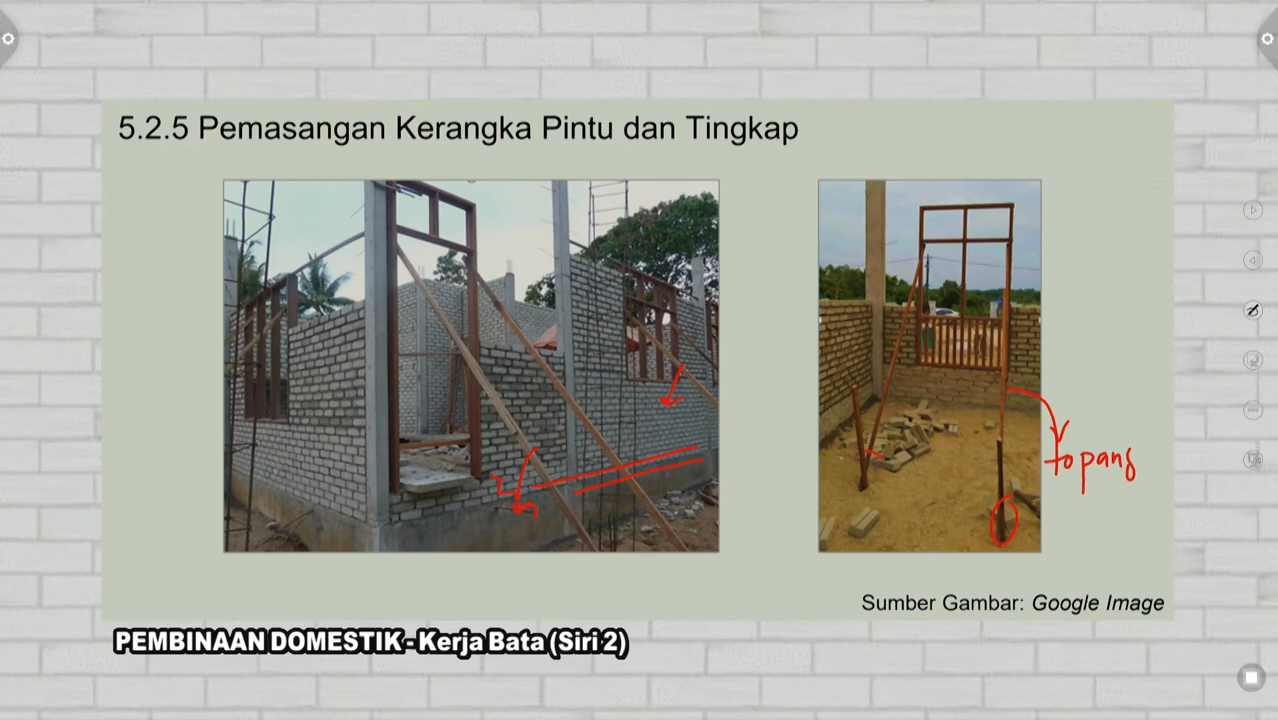 5.2.5 Pemasangan Kerangka Pintu dan Tingkap
topang
Sumber Gambar: Google Image
PEMBINAAN DOMESTIK - Kerja Bata (Siri 2)